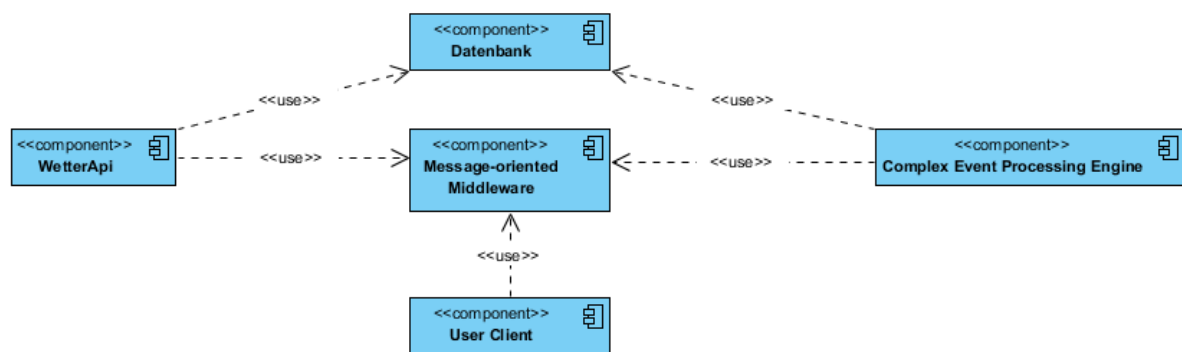 <<component>>
Datenbank
<<use>>
<<use>>
<<component>>
WetterApi
<<use>>
<<component>>
Message-oriented
Middleware
<<use>>
<<component>>
Complex Event Processing Engine
<<use>>
<<component>>
User Client